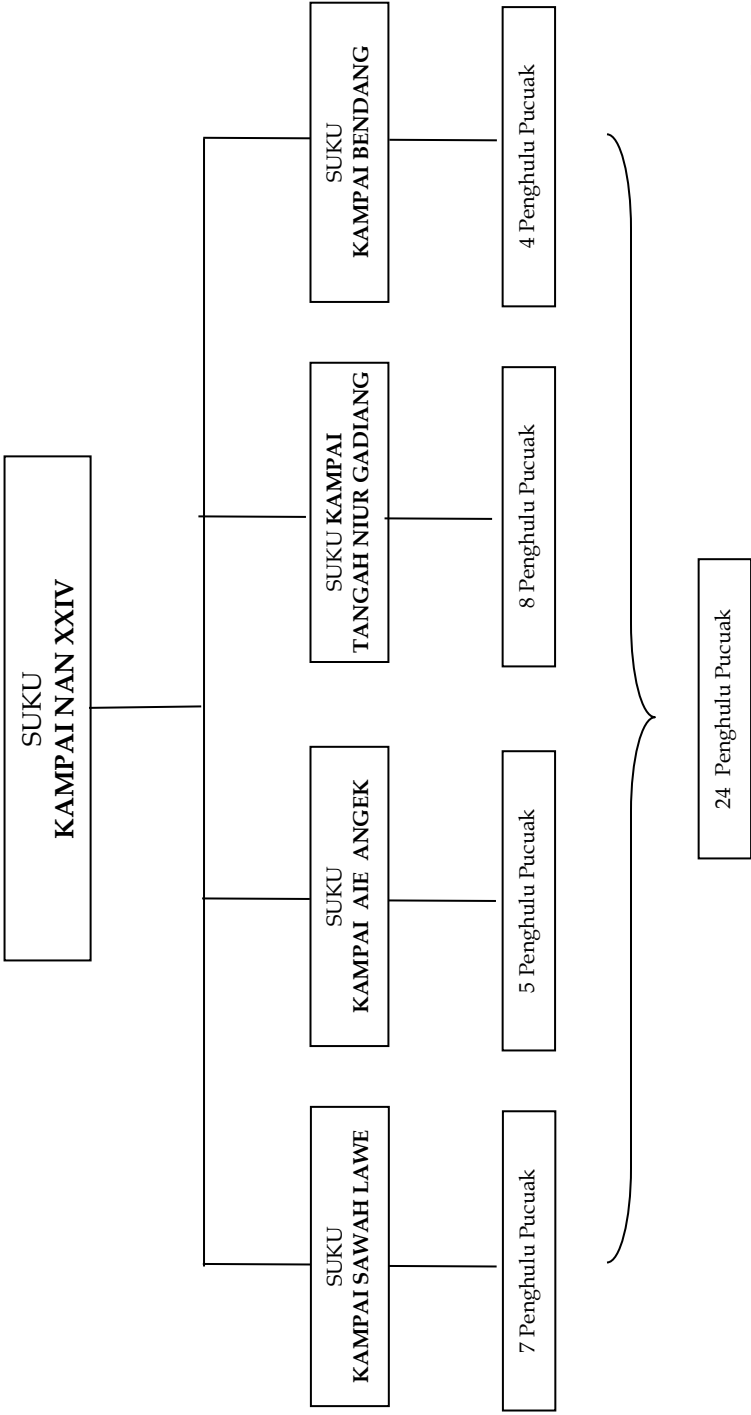 SUKU
KAMPAI NAN XXIV
SUKU
KAMPAI SAWAH LAWE
SUKU
KAMPAI AIE ANGEK
SUKU KAMPAI
TANGAH NIUR GADIANG
SUKU
KAMPAI BENDANG
7 Penghulu Pucuak
5 Penghulu Pucuak
8 Penghulu Pucuak
4 Penghulu Pucuak
24 Penghulu Pucuak